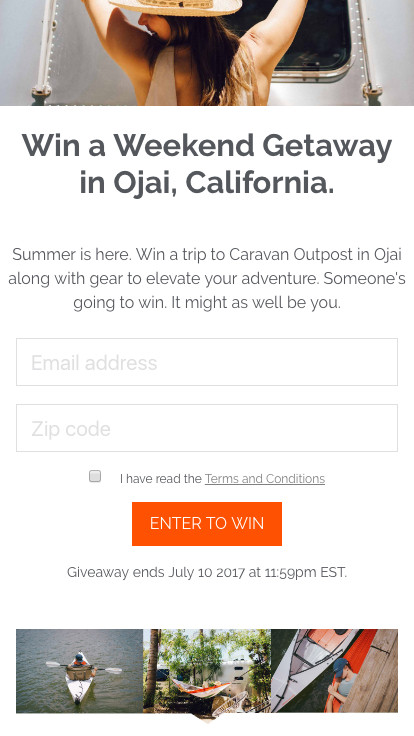 Win a Weekend Getaway
in Ojai, California.
Summer is here. Win a trip to Caravan Outpost in Ojai
along with gear to elevate your adventure. Someone's
going to win. It might as well be you.
Email address
Zip code
I have read the Terms and Conditions
ENTER TO WIN
Giveaway ends July 10 2017 at 11:59pm EST.